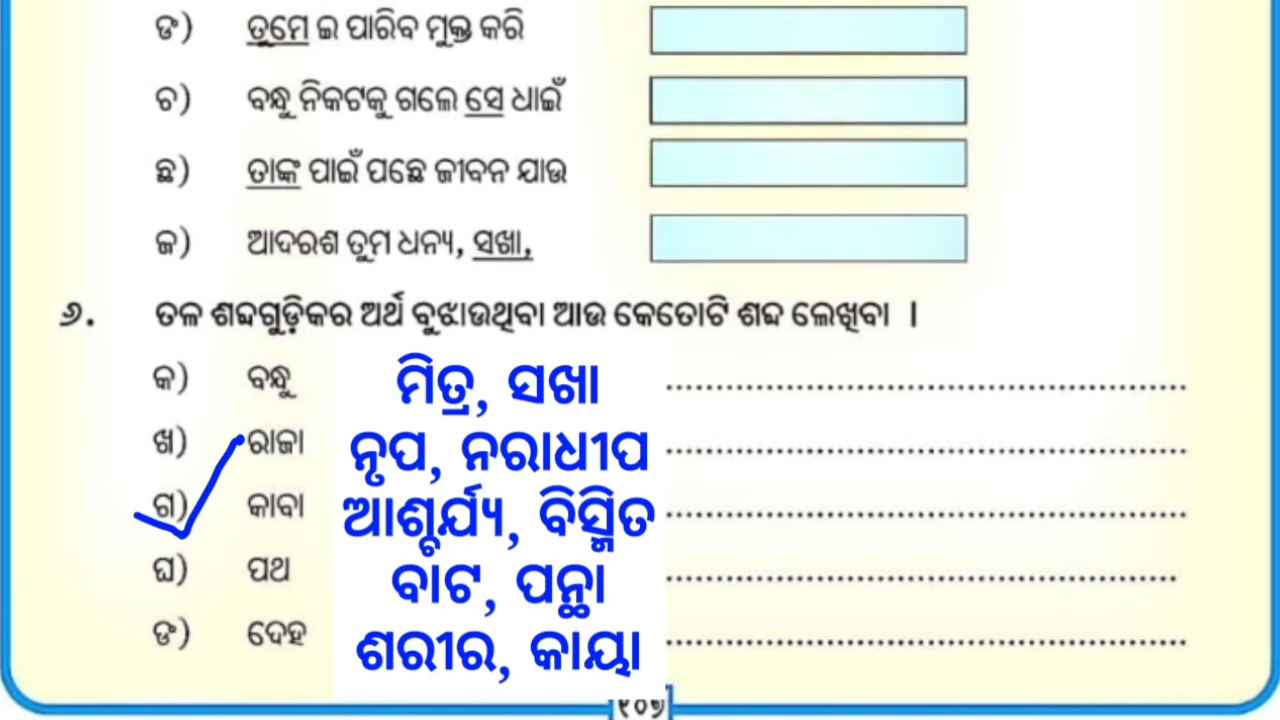 ଙ) ତୁମେ ଇ ପାରିବ ମୁକ୍ତ କରି
ଚ) ବନ୍ଧୁ ନିକଟକୁ ଗଲେ ସେ ଧାଇଁ
ଛ) ତାଙ୍କ ପାଇଁ ପଛେ ଜୀବନ ଯାଉ
ଜ) ଆଦରଶ ତୁମ ଧନ୍ୟ, ସଖା,
୬. ତଳ ଶବ୍ଦଗୁଡ଼ିକର ଅର୍ଥ ବୁଝାଉଥିବା ଆଉ କେତୋଟି ଶବ୍ଦ ଲେଖିବା ।
କ) ବନ୍ଧୁ ମିତ୍ର, ସଖା ........................................
ଖ) ରାଜା ନୃପ, ନରାଧୀପ ........................................
ଗ) କାବା ଆଶ୍ଚର୍ଯ୍ୟ, ବିସ୍ମିତ ........................................
ଘ) ପଥ ବାଟ, ପନ୍ଥା ........................................
ଙ) ଦେହ ଶରୀର, କାୟା ........................................
୧୦୭